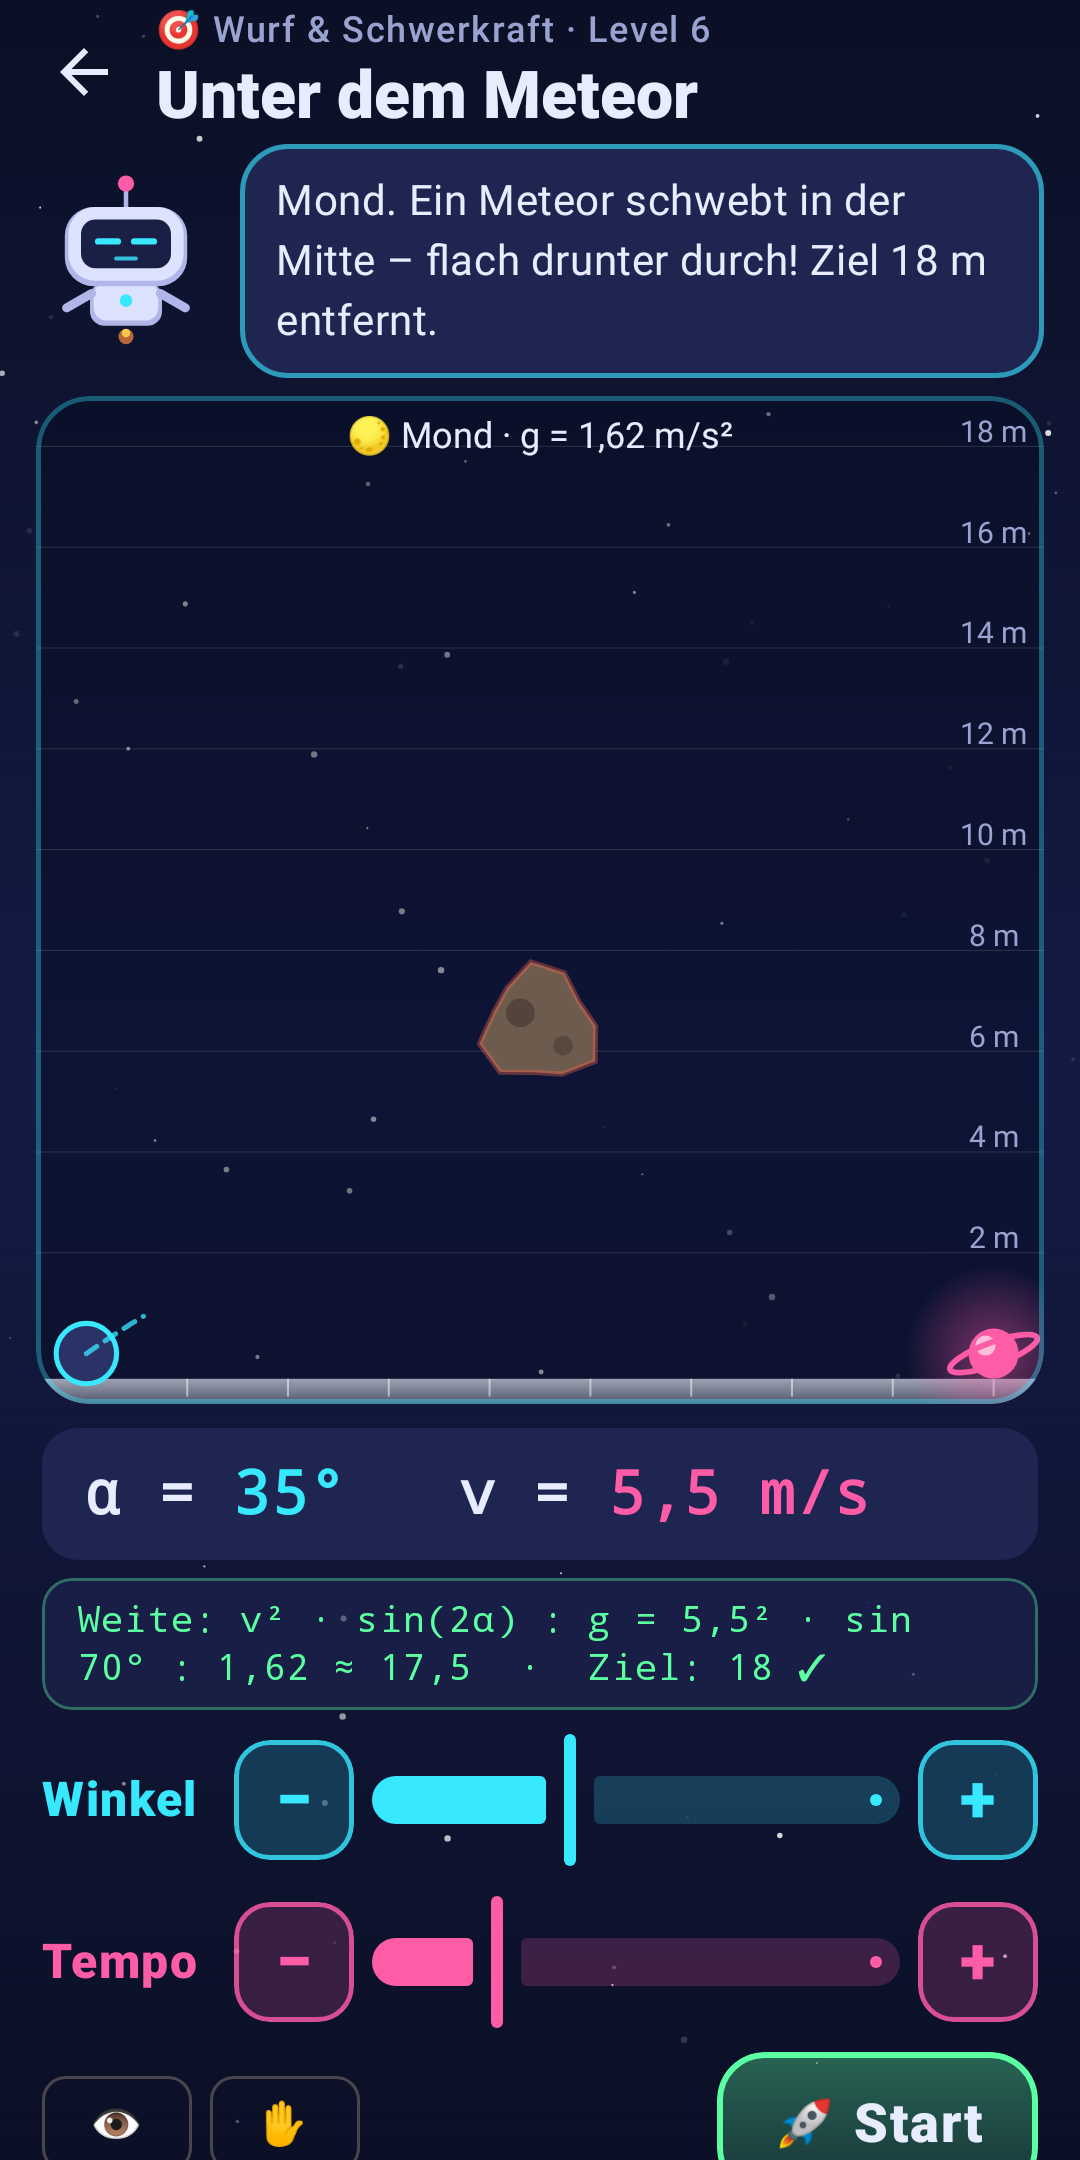 🎯 Wurf & Schwerkraft · Level 6
Unter dem Meteor
Mond. Ein Meteor schwebt in der
Mitte – flach drunter durch! Ziel 18 m
entfernt.
🌕 Mond · g = 1,62 m/s²
18 m
16 m
14 m
12 m
10 m
8 m
6 m
4 m
2 m
α = 35° v = 5,5 m/s
Weite: v² · sin(2α) : g = 5,5² · sin
70° : 1,62 ≈ 17,5 · Ziel: 18 ✓
Winkel − +
Tempo − +
🚀 Start